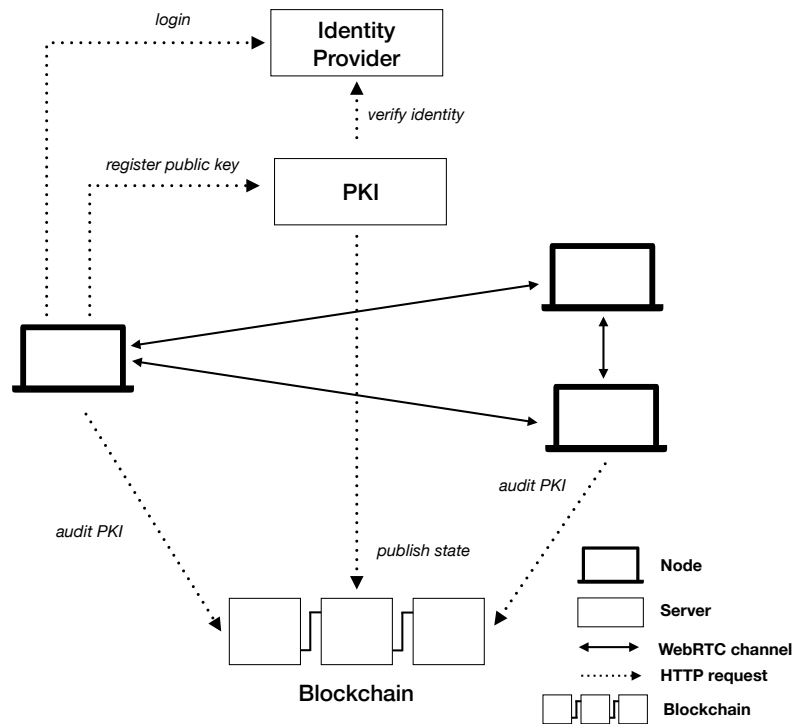 login
Identity
Provider
verify identity
register public key
PKI
audit PKI
audit PKI
publish state
Blockchain
Node
Server
WebRTC channel
HTTP request
Blockchain